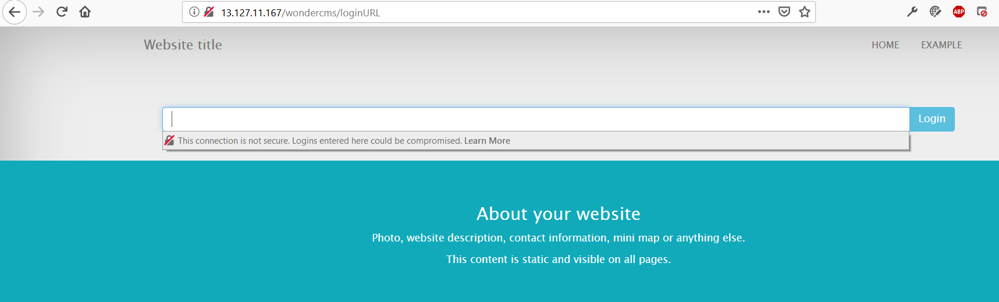 13.127.11.167/wondercms/loginURL
ABP
Website title
HOME
EXAMPLE
Login
This connection is not secure. Logins entered here could be compromised. Learn More
About your website
Photo, website description, contact information, mini map or anything else.
This content is static and visible on all pages.